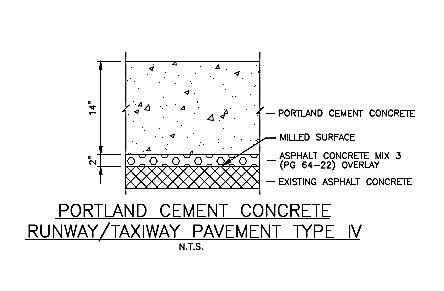 14"
PORTLAND CEMENT CONCRETE
MILLED SURFACE
2"
ASPHALT CONCRETE MIX 3
(PG 64-22) OVERLAY
EXISTING ASPHALT CONCRETE
PORTLAND CEMENT CONCRETE
RUNWAY/TAXIWAY PAVEMENT TYPE IV
N.T.S.